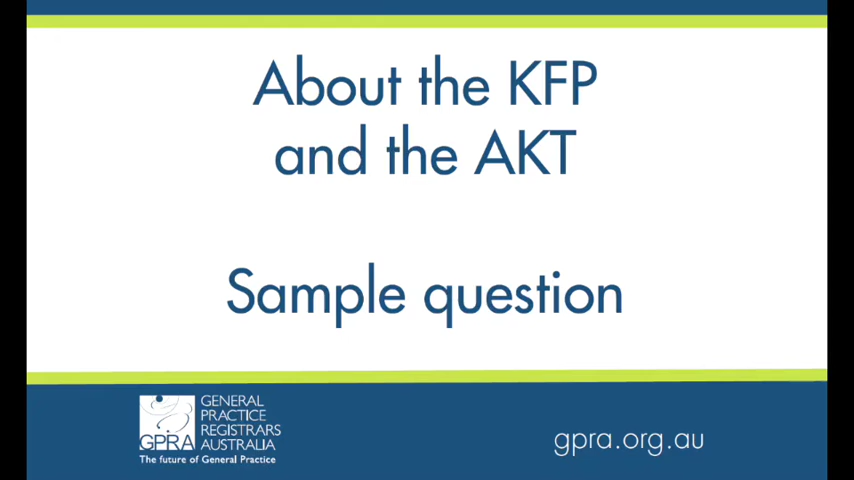 About the KFP
and the AKT
Sample question
GPRA
GENERAL
PRACTICE
REGISTRARS
AUSTRALIA
The future of General Practice
gpra.org.au